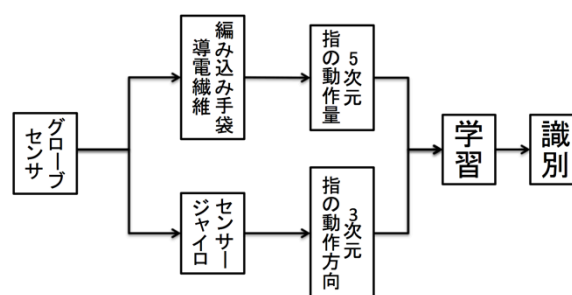 グローブ
センサ
編み込み手袋
導電繊維
5次元
指の動作量
センサー
ジャイロ
3次元
指の動作方向
学習
識別